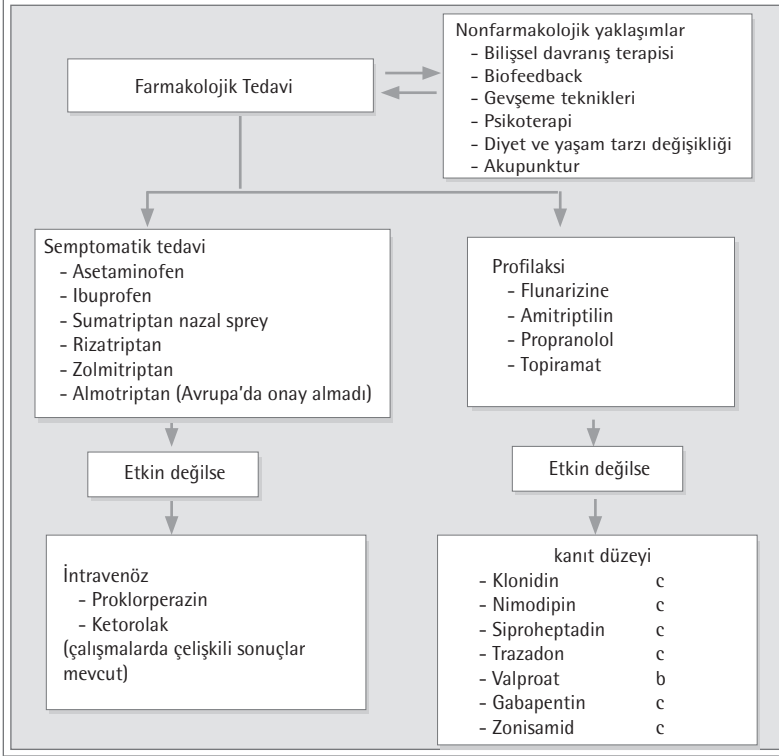 Farmakolojik Tedavi
Nonfarmakolojik yaklaşımlar
- Bilişsel davranış terapisi
- Biofeedback
- Gevşeme teknikleri
- Psikoterapi
- Diyet ve yaşam tarzı değişikliği
- Akupunktur
Semptomatik tedavi
- Asetaminofen
- Ibuprofen
- Sumatriptan nazal sprey
- Rizatriptan
- Zolmitriptan
- Almotriptan (Avrupa'da onay almadı)
Etkin değilse
İntravenöz
- Proklorperazin
- Ketorolak
(çalışmalarda çelişkili sonuçlar
mevcut)
Profilaksi
- Flunarizine
- Amitriptilin
- Propranolol
- Topiramat
Etkin değilse
kanıt düzeyi
- Klonidin c
- Nimodipin c
- Siproheptadin c
- Trazadon c
- Valproat b
- Gabapentin c
- Zonisamid c